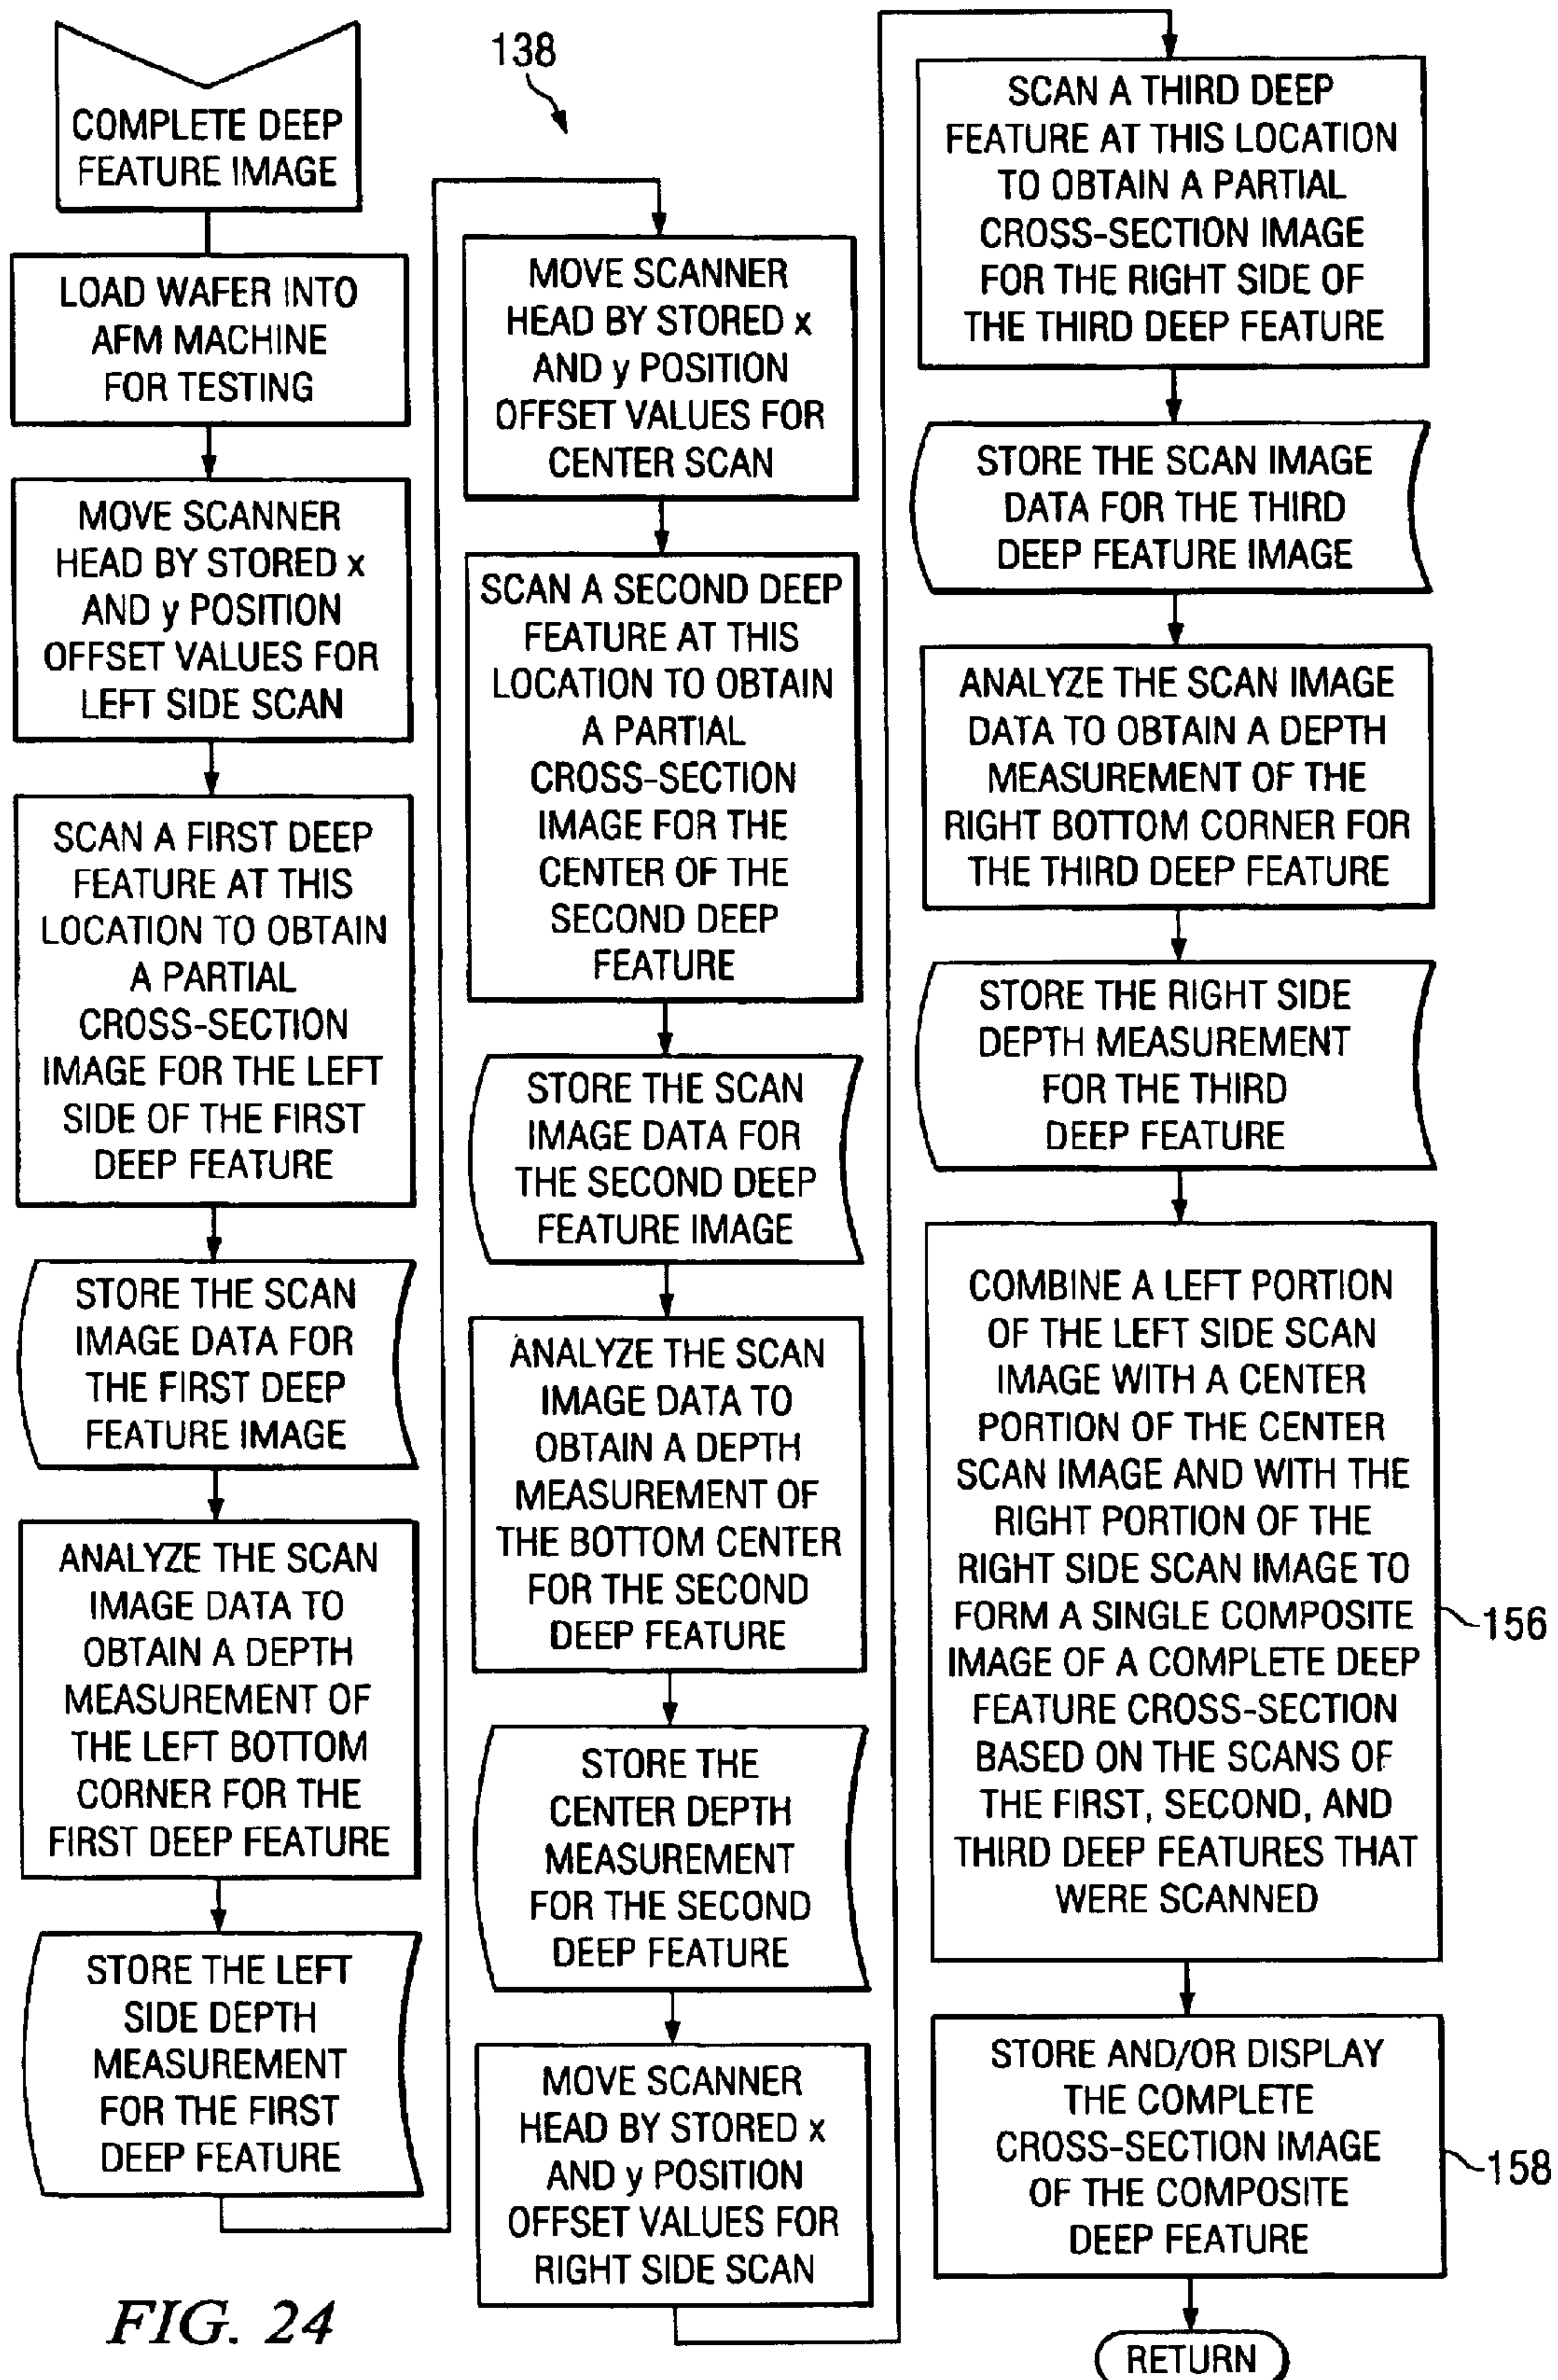 COMPLETE DEEP
FEATURE IMAGE
LOAD WAFER INTO
AFM MACHINE
FOR TESTING
MOVE SCANNER
HEAD BY STORED x
AND y POSITION
OFFSET VALUES FOR
LEFT SIDE SCAN
SCAN A FIRST DEEP
FEATURE AT THIS
LOCATION TO OBTAIN
A PARTIAL
CROSS-SECTION
IMAGE FOR THE LEFT
SIDE OF THE FIRST
DEEP FEATURE
STORE THE SCAN
IMAGE DATA FOR
THE FIRST DEEP
FEATURE IMAGE
ANALYZE THE SCAN
IMAGE DATA TO
OBTAIN A DEPTH
MEASUREMENT OF
THE LEFT BOTTOM
CORNER FOR THE
FIRST DEEP FEATURE
STORE THE LEFT
SIDE DEPTH
MEASUREMENT
FOR THE FIRST
DEEP FEATURE
FIG. 24
138
MOVE SCANNER
HEAD BY STORED x
AND y POSITION
OFFSET VALUES FOR
CENTER SCAN
SCAN A SECOND DEEP
FEATURE AT THIS
LOCATION TO OBTAIN
A PARTIAL
CROSS-SECTION
IMAGE FOR THE
CENTER OF THE
SECOND DEEP
FEATURE
STORE THE SCAN
IMAGE DATA FOR
THE SECOND DEEP
FEATURE IMAGE
ANALYZE THE SCAN
IMAGE DATA TO
OBTAIN A DEPTH
MEASUREMENT OF
THE BOTTOM CENTER
FOR THE SECOND
DEEP FEATURE
STORE THE
CENTER DEPTH
MEASUREMENT
FOR THE SECOND
DEEP FEATURE
MOVE SCANNER
HEAD BY STORED x
AND y POSITION
OFFSET VALUES FOR
RIGHT SIDE SCAN
SCAN A THIRD DEEP
FEATURE AT THIS LOCATION
TO OBTAIN A PARTIAL
CROSS-SECTION IMAGE
FOR THE RIGHT SIDE OF
THE THIRD DEEP FEATURE
STORE THE SCAN IMAGE
DATA FOR THE THIRD
DEEP FEATURE IMAGE
ANALYZE THE SCAN IMAGE
DATA TO OBTAIN A DEPTH
MEASUREMENT OF THE
RIGHT BOTTOM CORNER FOR
THE THIRD DEEP FEATURE
STORE THE RIGHT SIDE
DEPTH MEASUREMENT
FOR THE THIRD
DEEP FEATURE
COMBINE A LEFT PORTION
OF THE LEFT SIDE SCAN
IMAGE WITH A CENTER
PORTION OF THE CENTER
SCAN IMAGE AND WITH THE
RIGHT PORTION OF THE
RIGHT SIDE SCAN IMAGE TO
FORM A SINGLE COMPOSITE
IMAGE OF A COMPLETE DEEP
FEATURE CROSS-SECTION
BASED ON THE SCANS OF
THE FIRST, SECOND, AND
THIRD DEEP FEATURES THAT
WERE SCANNED
156
STORE AND/OR DISPLAY
THE COMPLETE
CROSS-SECTION IMAGE
OF THE COMPOSITE
DEEP FEATURE
158
RETURN